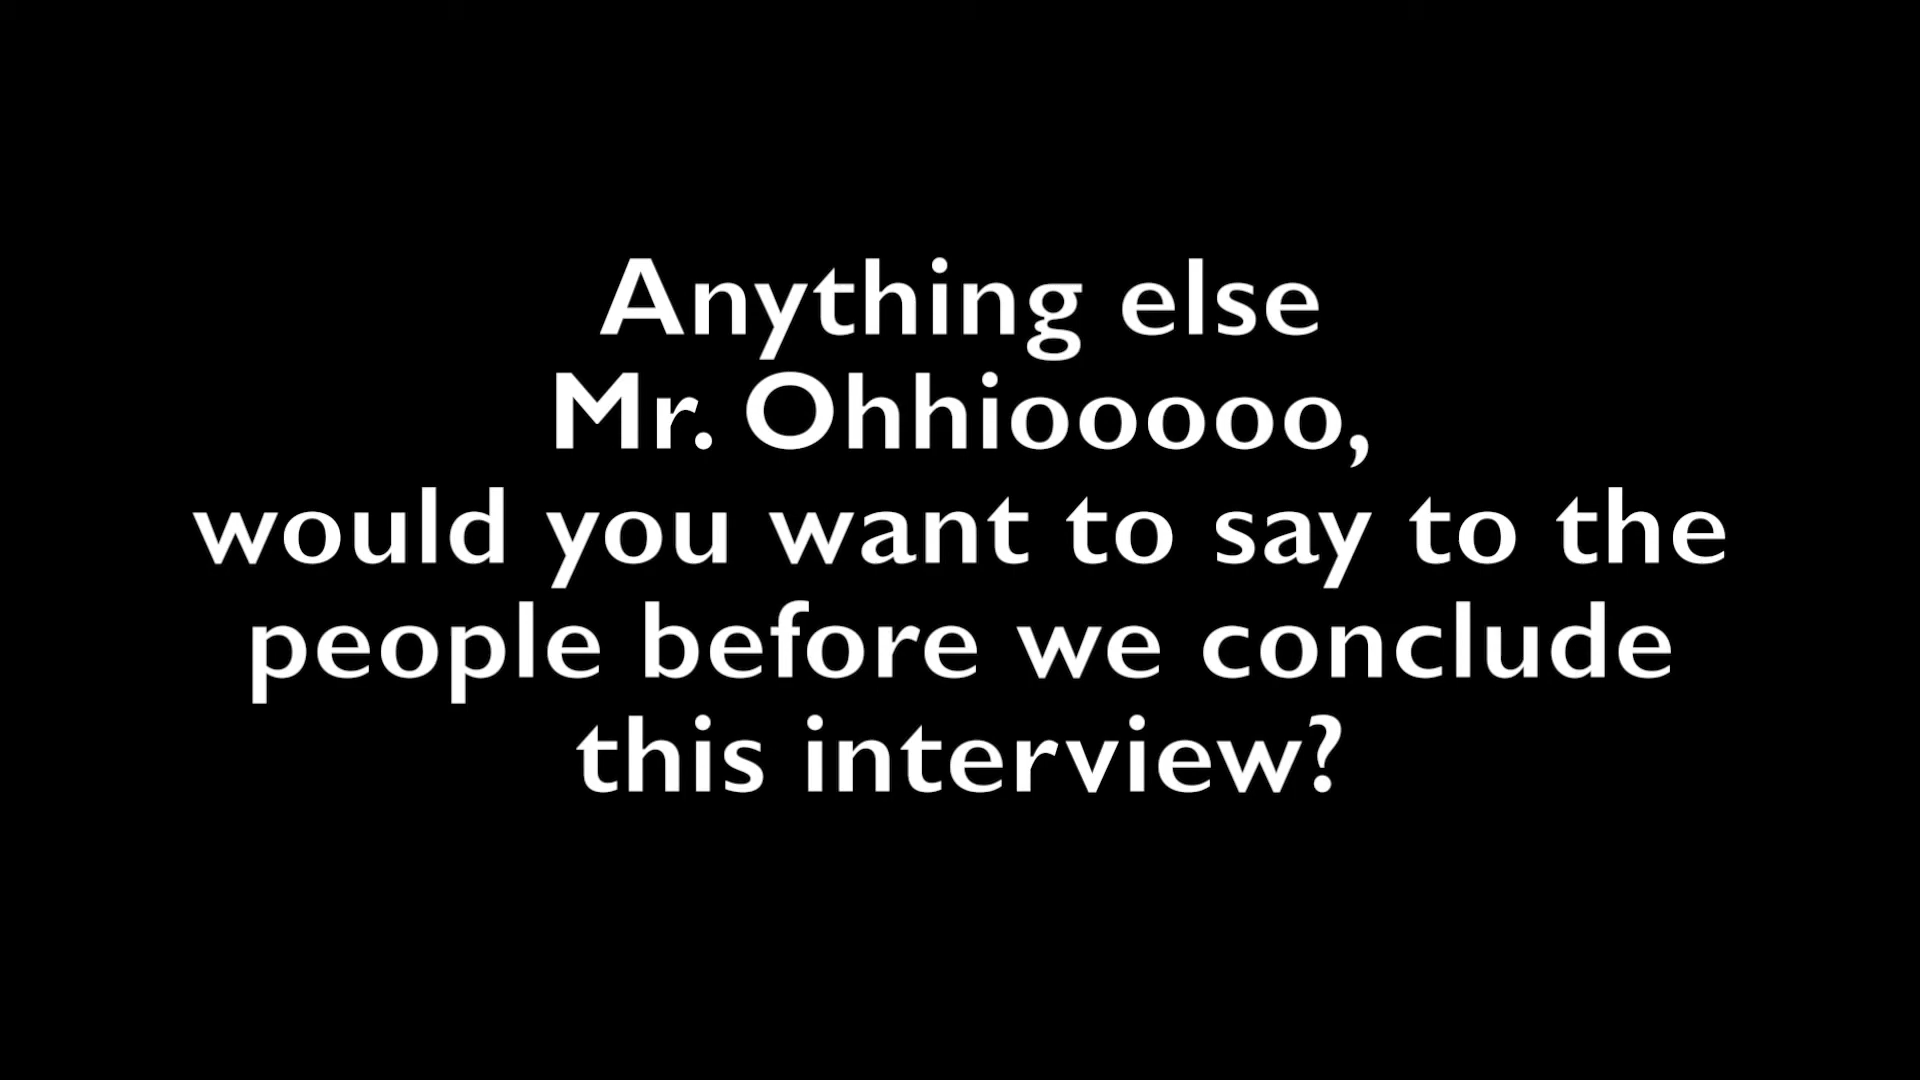 Anything else
Mr. Ohhiooooo,
would you want to say to the
people before we conclude
this interview?